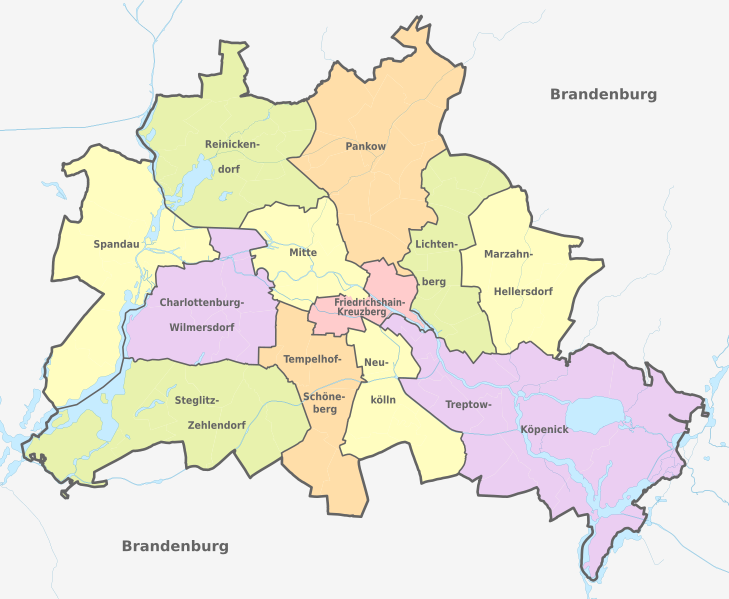 Brandenburg
Reinicken-
dorf
Pankow
Spandau
Mitte
Lichten-
berg
Marzahn-
Hellersdorf
Charlottenburg-
Wilmersdorf
Friedrichshain-
Kreuzberg
Tempelhof-
Schöne-
berg
Neu-
kölln
Steglitz-
Zehlendorf
Treptow-
Köpenick
Brandenburg